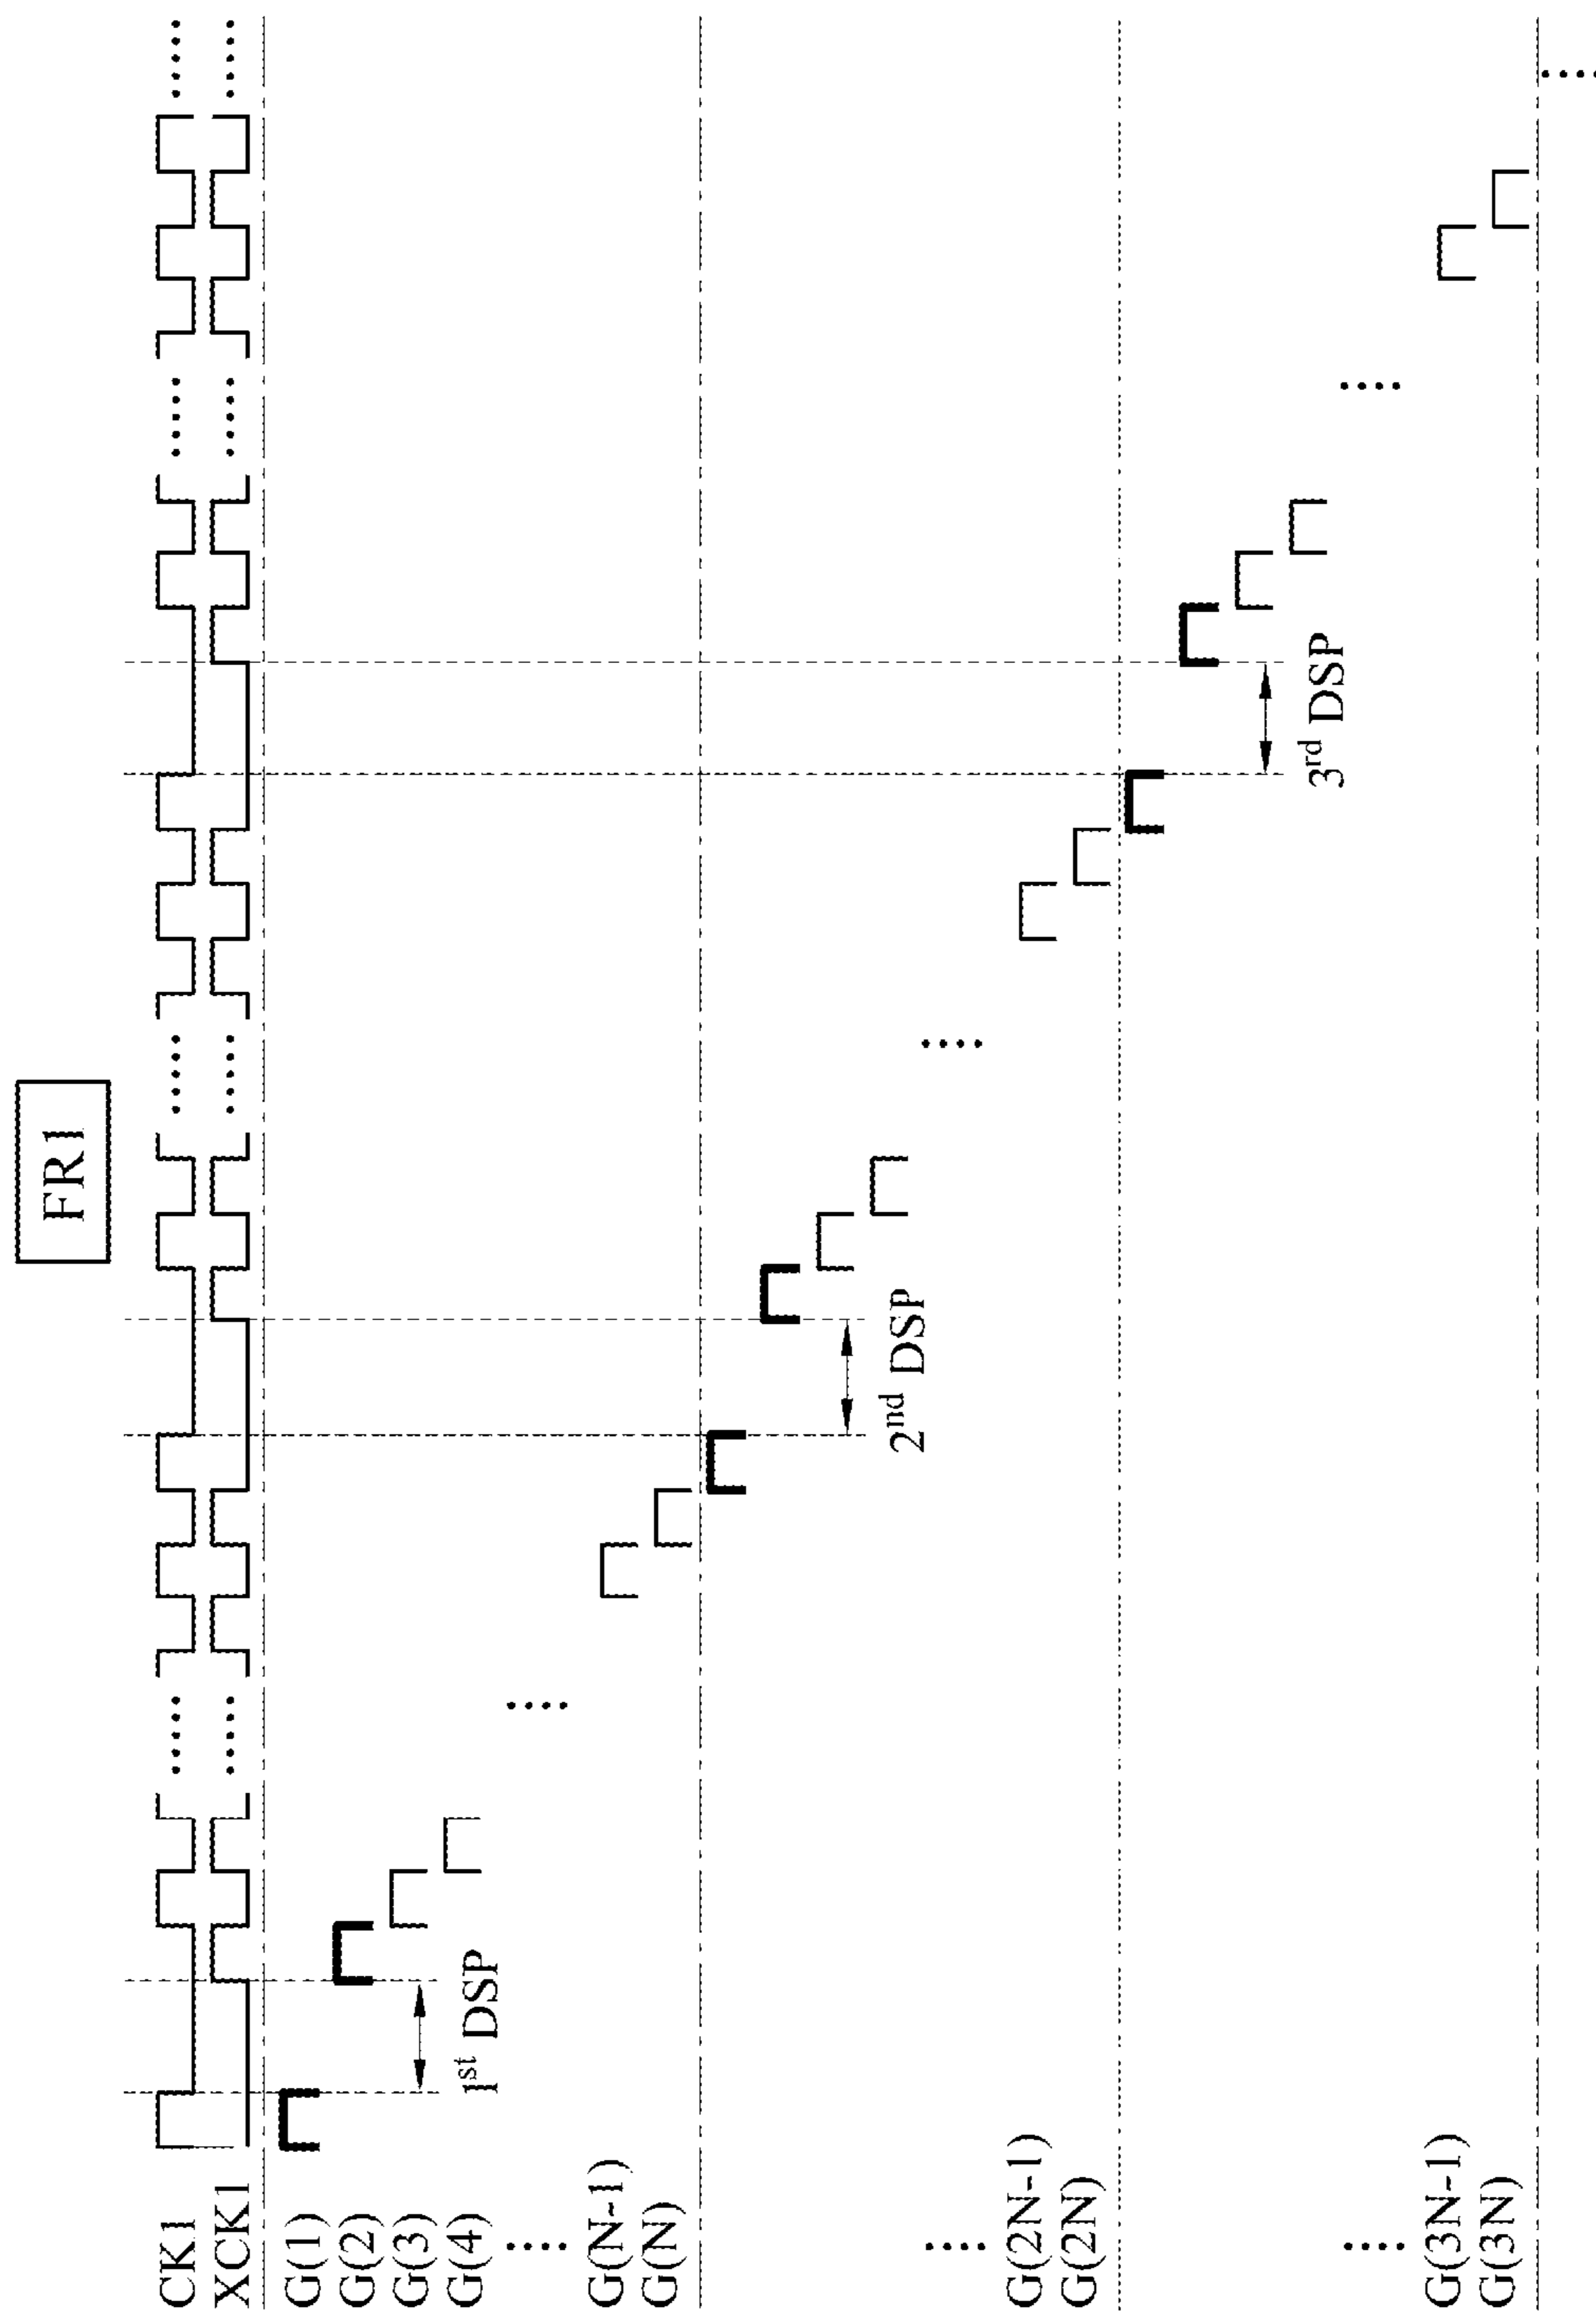 FR1
CK1
XCK1
G(1)
G(2)
G(3)
G(4)
1st DSP
G(N-1)
G(N)
2nd DSP
G(2N-1)
G(2N)
3rd DSP
G(3N-1)
G(3N)